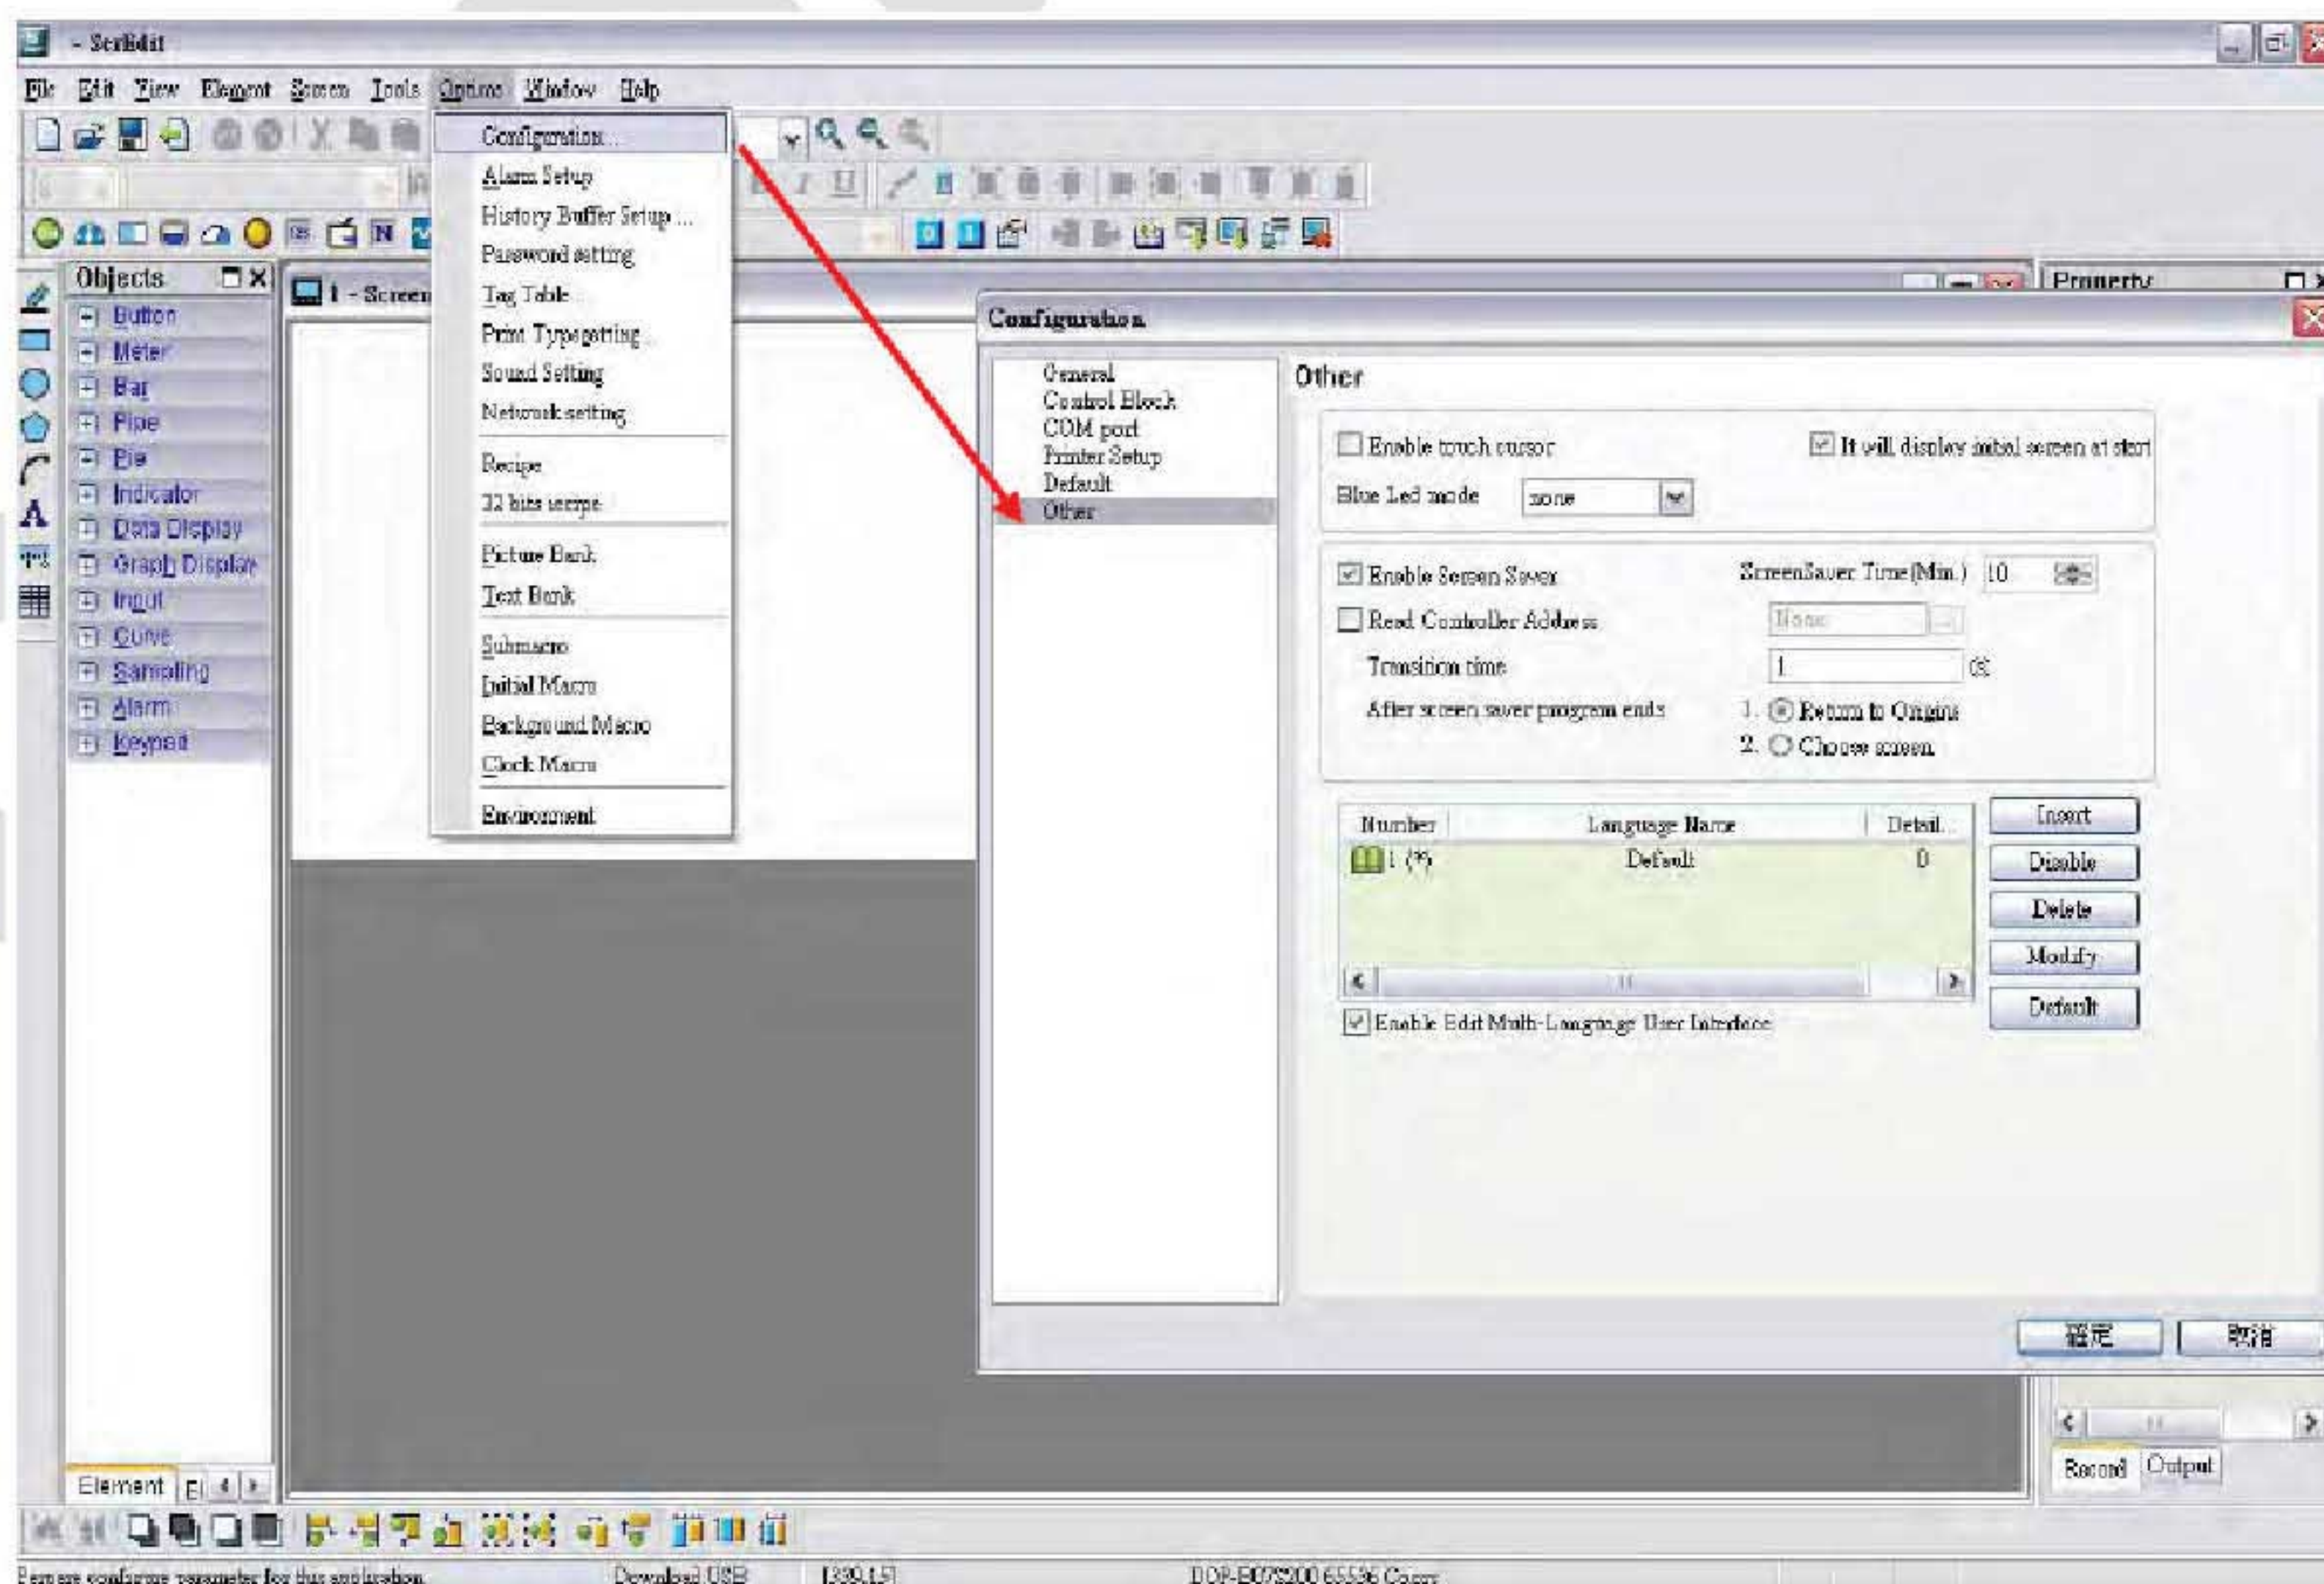 - ScrEdit
File Edit View Element Screen Tools Options Window Help
Configuration...
Alarm Setup
History Buffer Setup ...
Password setting
Tag Table
Print Typesetting
Sound Setting
Network setting
Recipe
32 bits recipe
Picture Bank
Text Bank
Submacro
Initial Macro
Background Macro
Clock Macro
Environment
Objects
Button
Meter
Bar
Pipe
Pie
Indicator
Data Display
Graph Display
Input
Curve
Sampling
Alarm
Keypad
Element El
1 - Screen
Property
Configuration
General
Control Block
COM port
Printer Setup
Default
Other
Other
Enable touch cursor It will display initial screen at start
Blue Led mode none
Enable Screen Saver ScreenSaver Time(Min.) 10
Read Controller Address None
Transition time 1 (s)
After screen saver program ends 1. Return to Origins
2. Choose screen
Number Language Name Detail...
1 (*) Default 0
Insert
Disable
Delete
Modify
Default
Enable Edit Multi-Language User Interface
確定 取消
Record Output
Download:USB DOP-B07S200 65536 Colors